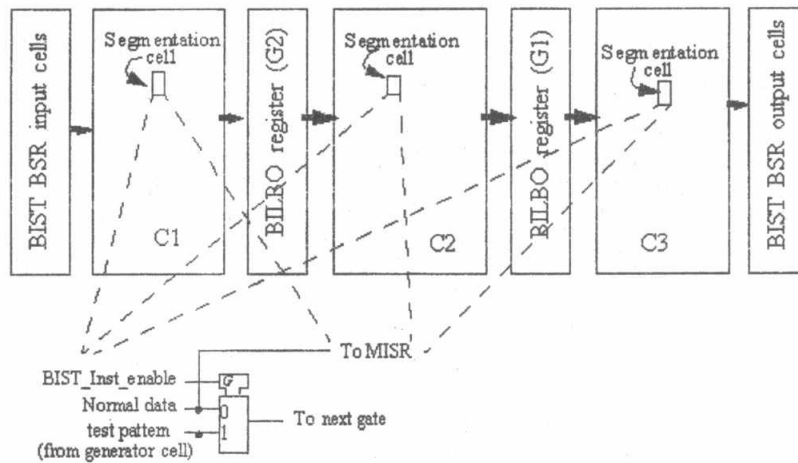 BIST BSR input cells
Segmentation
cell
C1
BILBO register (G2)
Segmentation
cell
C2
BILBO register (G1)
Segmentation
cell
C3
BIST BSR output cells
To MISR
BIST_Inst_enable
G
Normal data
0
To next gate
test pattern
1
(from generator cell)